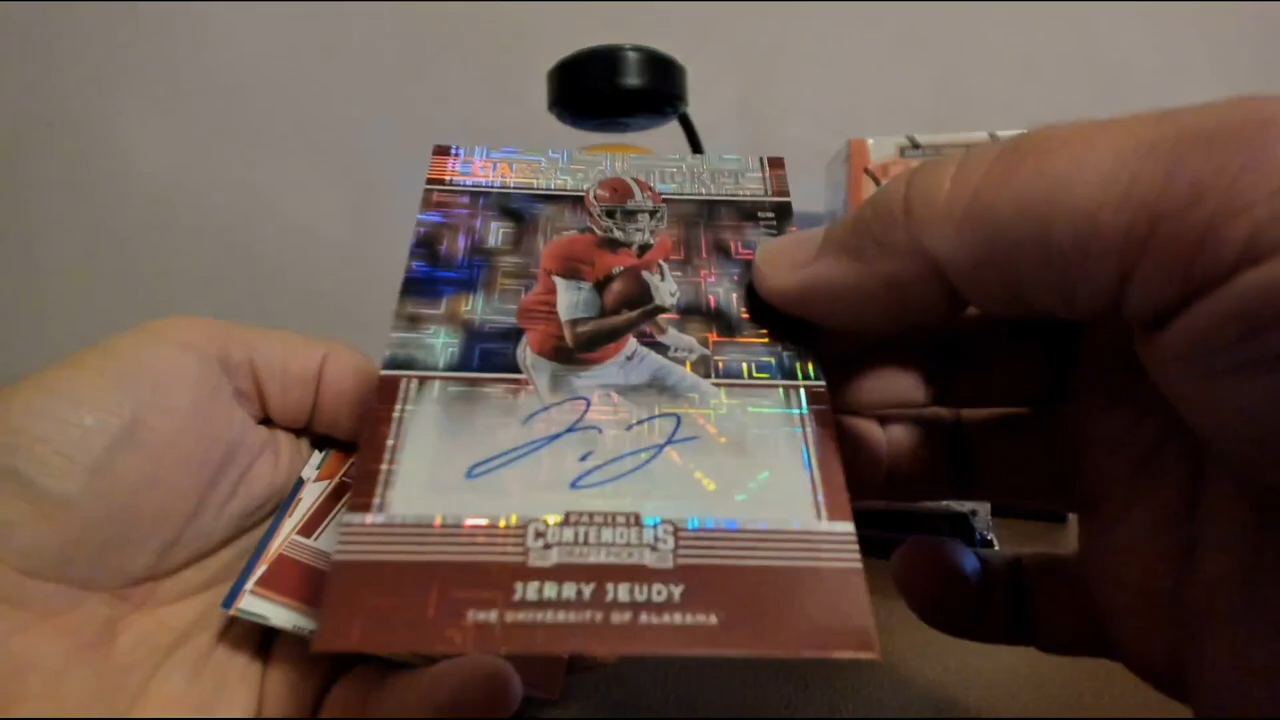 PANINI
CONTENDERS
DRAFT PICKS
JERRY JEUDY
THE UNIVERSITY OF ALABAMA